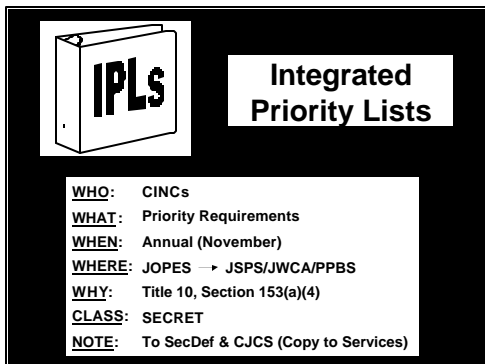 IPLs
Integrated
Priority Lists
WHO: CINCs
WHAT: Priority Requirements
WHEN: Annual (November)
WHERE: JOPES → JSPS/JWCA/PPBS
WHY: Title 10, Section 153(a)(4)
CLASS: SECRET
NOTE: To SecDef & CJCS (Copy to Services)